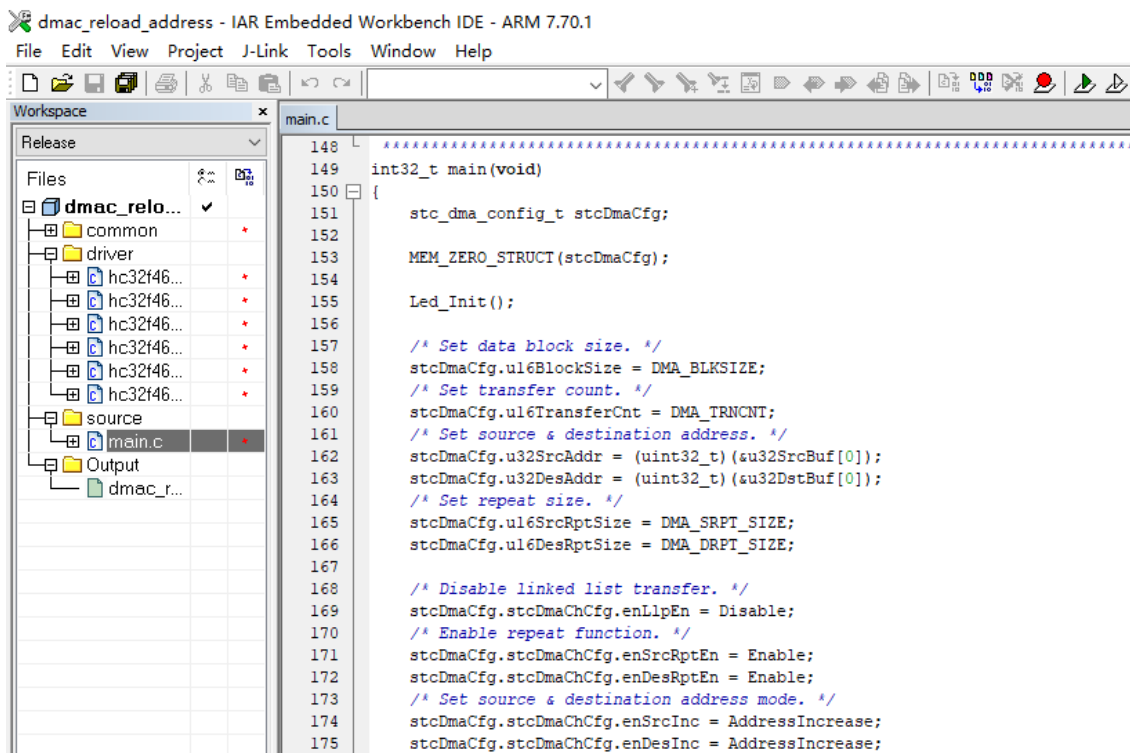 dmac_reload_address - IAR Embedded Workbench IDE - ARM 7.70.1
File Edit View Project J-Link Tools Window Help
Workspace
Release
Files
dmac_relo...
common
driver
hc32f46...
hc32f46...
hc32f46...
hc32f46...
hc32f46...
hc32f46...
source
main.c
Output
dmac_r...
main.c
148 ******************************************************************************
149 int32_t main(void)
150 {
151 stc_dma_config_t stcDmaCfg;
152
153 MEM_ZERO_STRUCT(stcDmaCfg);
154
155 Led_Init();
156
157 /* Set data block size. */
158 stcDmaCfg.u16BlockSize = DMA_BLKSIZE;
159 /* Set transfer count. */
160 stcDmaCfg.u16TransferCnt = DMA_TRNCNT;
161 /* Set source & destination address. */
162 stcDmaCfg.u32SrcAddr = (uint32_t)(&u32SrcBuf[0]);
163 stcDmaCfg.u32DesAddr = (uint32_t)(&u32DstBuf[0]);
164 /* Set repeat size. */
165 stcDmaCfg.u16SrcRptSize = DMA_SRPT_SIZE;
166 stcDmaCfg.u16DesRptSize = DMA_DRPT_SIZE;
167
168 /* Disable linked list transfer. */
169 stcDmaCfg.stcDmaChCfg.enLlpEn = Disable;
170 /* Enable repeat function. */
171 stcDmaCfg.stcDmaChCfg.enSrcRptEn = Enable;
172 stcDmaCfg.stcDmaChCfg.enDesRptEn = Enable;
173 /* Set source & destination address mode. */
174 stcDmaCfg.stcDmaChCfg.enSrcInc = AddressIncrease;
175 stcDmaCfg.stcDmaChCfg.enDesInc = AddressIncrease;